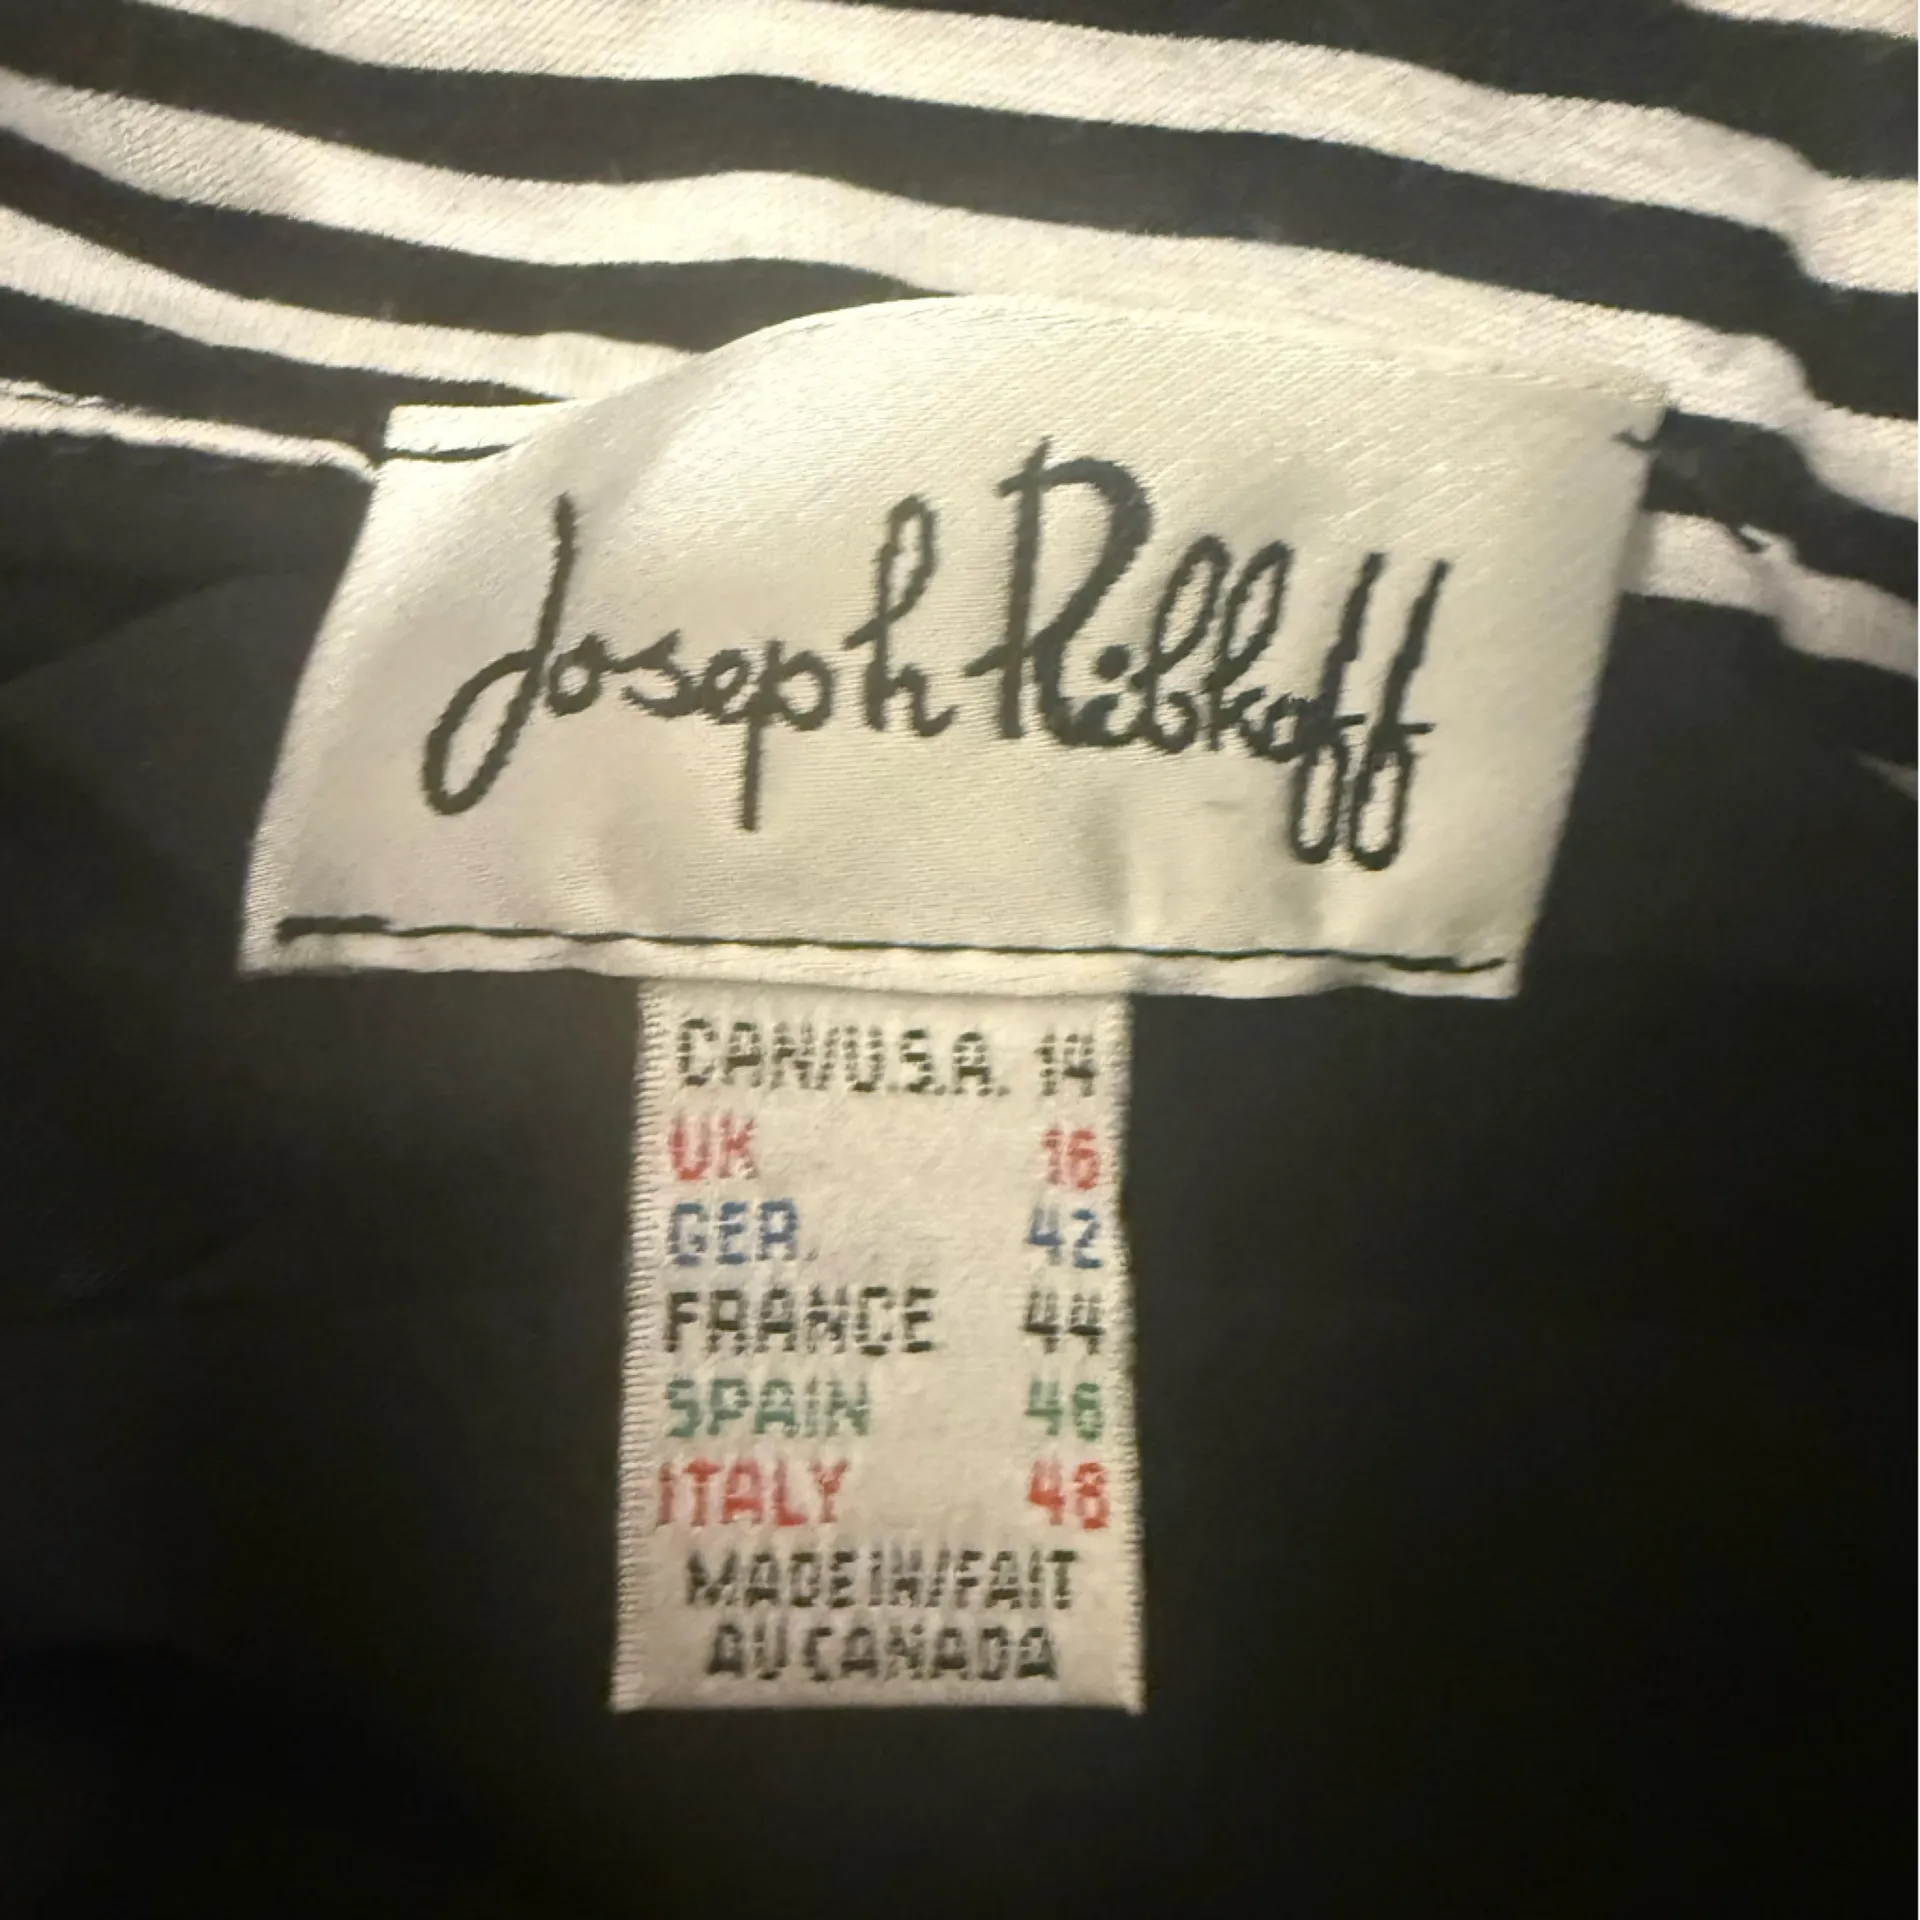 Joseph Ribkoff
CAN/U.S.A. 14
UK 16
GER. 42
FRANCE 44
SPAIN 46
ITALY 48
MADE IN/FAIT
AU CANADA